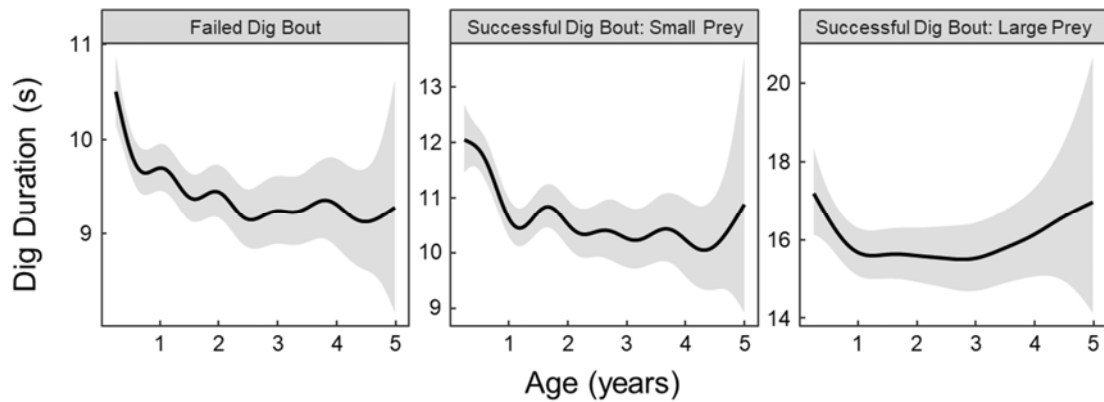 Failed Dig Bout
Successful Dig Bout: Small Prey
Successful Dig Bout: Large Prey
Dig Duration (s)
11
10
9
13
12
11
10
9
20
18
16
14
1 2 3 4 5
1 2 3 4 5
1 2 3 4 5
Age (years)